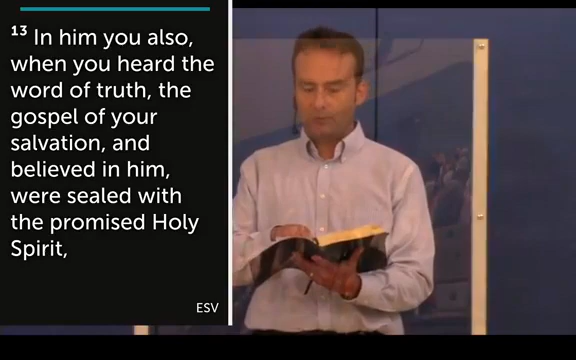 13 In him you also,
when you heard the
word of truth, the
gospel of your
salvation, and
believed in him,
were sealed with
the promised Holy
Spirit,
ESV